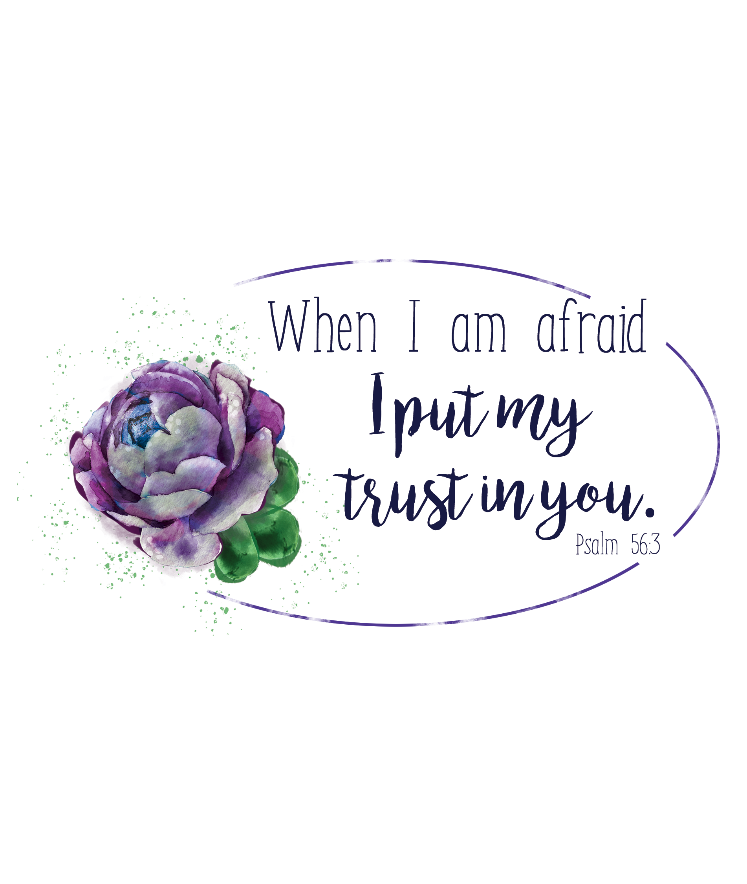 When I am afraid
I put my
trust in you.
Psalm 56:3